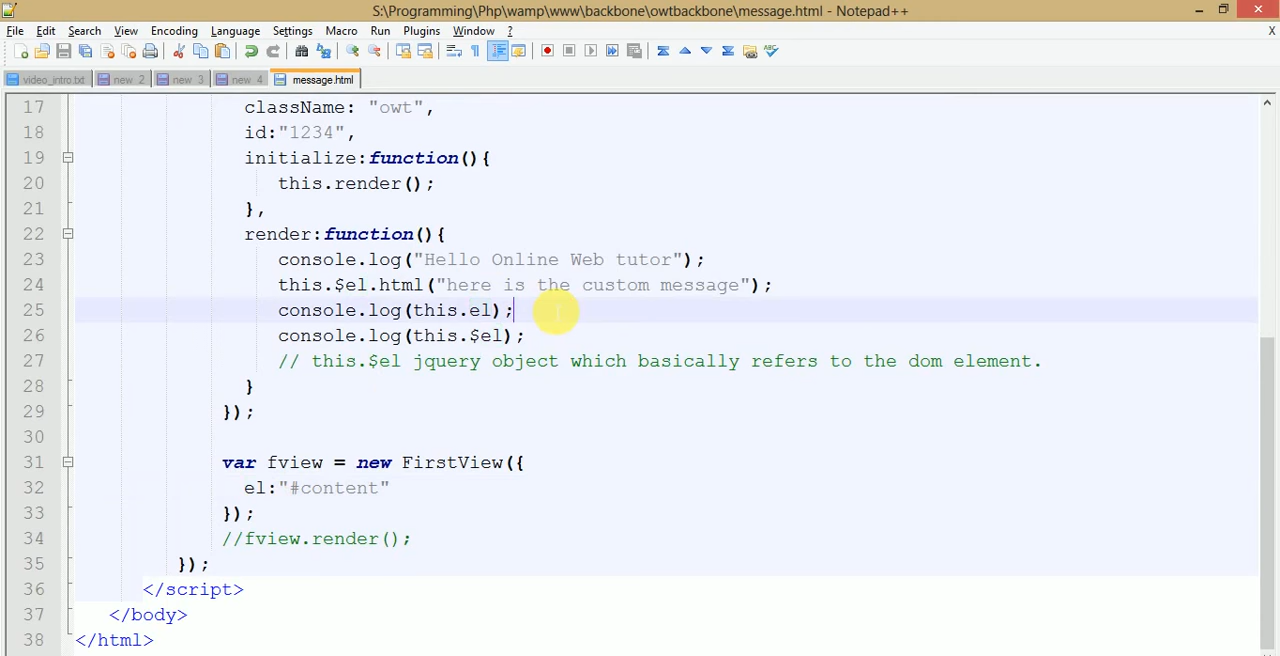 S:\Programming\Php\wamp\www\backbone\owtbackbone\message.html - Notepad++
File Edit Search View Encoding Language Settings Macro Run Plugins Window ? X
video_intro.txt new 2 new 3 new 4 message.html
17 className: "owt",
18 id:"1234",
19 initialize:function(){
20 this.render();
21 },
22 render:function(){
23 console.log("Hello Online Web tutor");
24 this.$el.html("here is the custom message");
25 console.log(this.el);
26 console.log(this.$el);
27 // this.$el jquery object which basically refers to the dom element.
28 }
29 });
30
31 var fview = new FirstView({
32 el:"#content"
33 });
34 //fview.render();
35 });
36 </script>
37 </body>
38 </html>